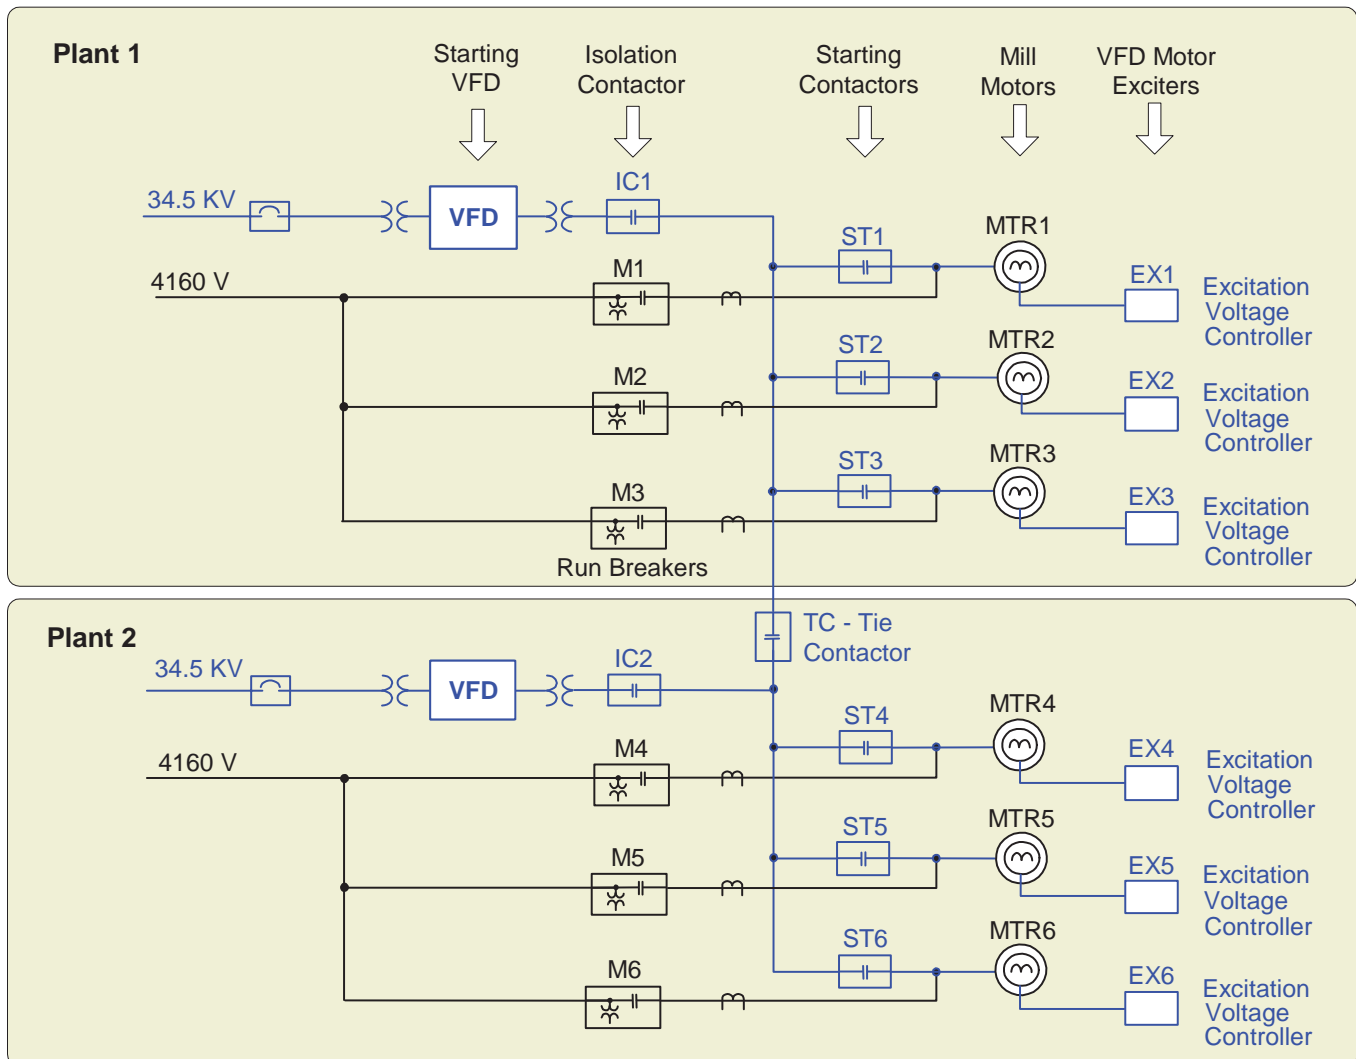 Plant 1
Starting
VFD
Isolation
Contactor
Starting
Contactors
Mill
Motors
VFD Motor
Exciters
34.5 KV
VFD
IC1
ST1
MTR1
4160 V
M1
EX1
Excitation
Voltage
Controller
ST2
MTR2
M2
EX2
Excitation
Voltage
Controller
ST3
MTR3
M3
EX3
Excitation
Voltage
Controller
Run Breakers
Plant 2
TC - Tie
Contactor
34.5 KV
VFD
IC2
ST4
MTR4
4160 V
M4
EX4
Excitation
Voltage
Controller
ST5
MTR5
M5
EX5
Excitation
Voltage
Controller
ST6
MTR6
M6
EX6
Excitation
Voltage
Controller